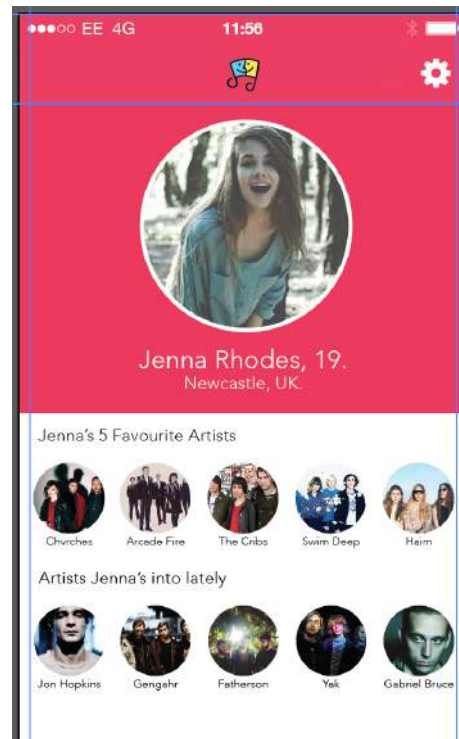 EE 4G 11:56
Jenna Rhodes, 19.
Newcastle, UK.
Jenna's 5 Favourite Artists
Chvrches Arcade Fire The Cribs Swim Deep Haim
Artists Jenna's into lately
Jon Hopkins Gengahr Fatherson Yak Gabriel Bruce